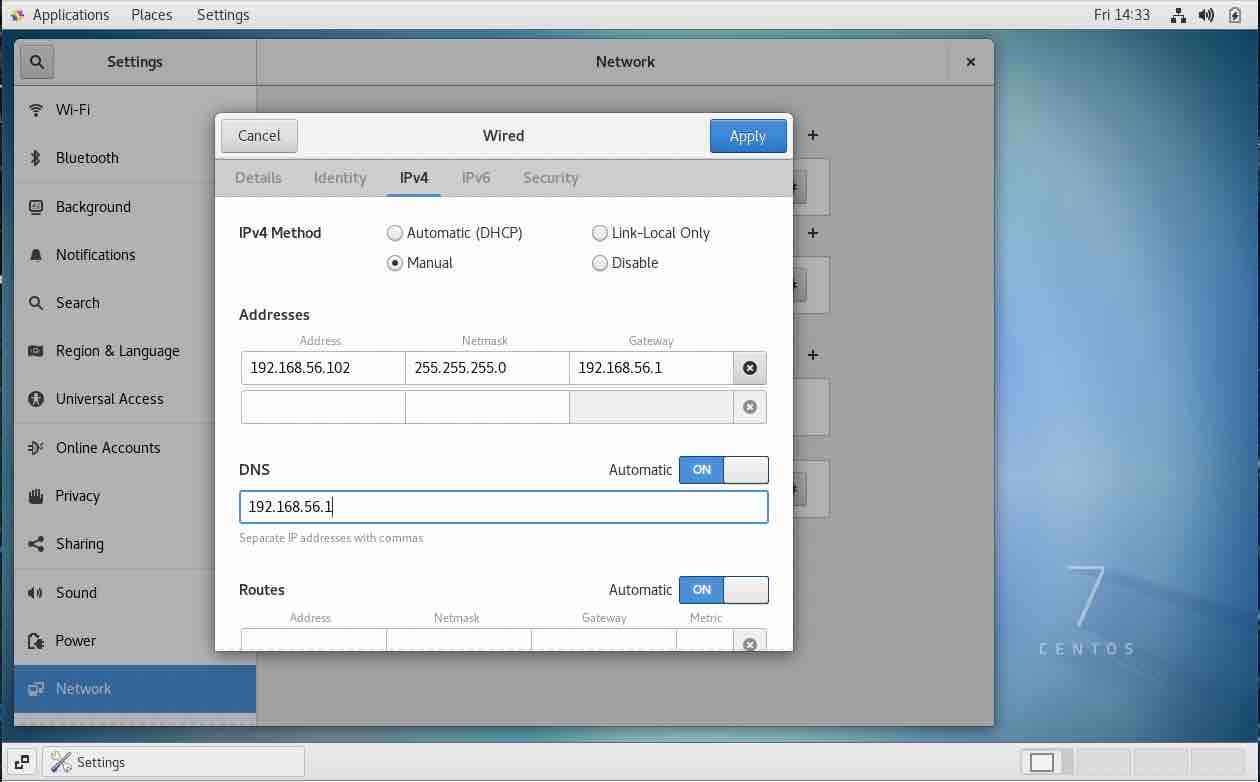 Applications Places Settings Fri 14:33
Settings Network
Wi-Fi
Bluetooth
Background
Notifications
Search
Region & Language
Universal Access
Online Accounts
Privacy
Sharing
Sound
Power
Network
Cancel Wired Apply
Details Identity IPv4 IPv6 Security
IPv4 Method Automatic (DHCP) Link-Local Only
Manual Disable
Addresses
Address Netmask Gateway
192.168.56.102 255.255.255.0 192.168.56.1
DNS Automatic ON
192.168.56.1
Separate IP addresses with commas
Routes Automatic ON
Address Netmask Gateway Metric
7
CENTOS
Settings